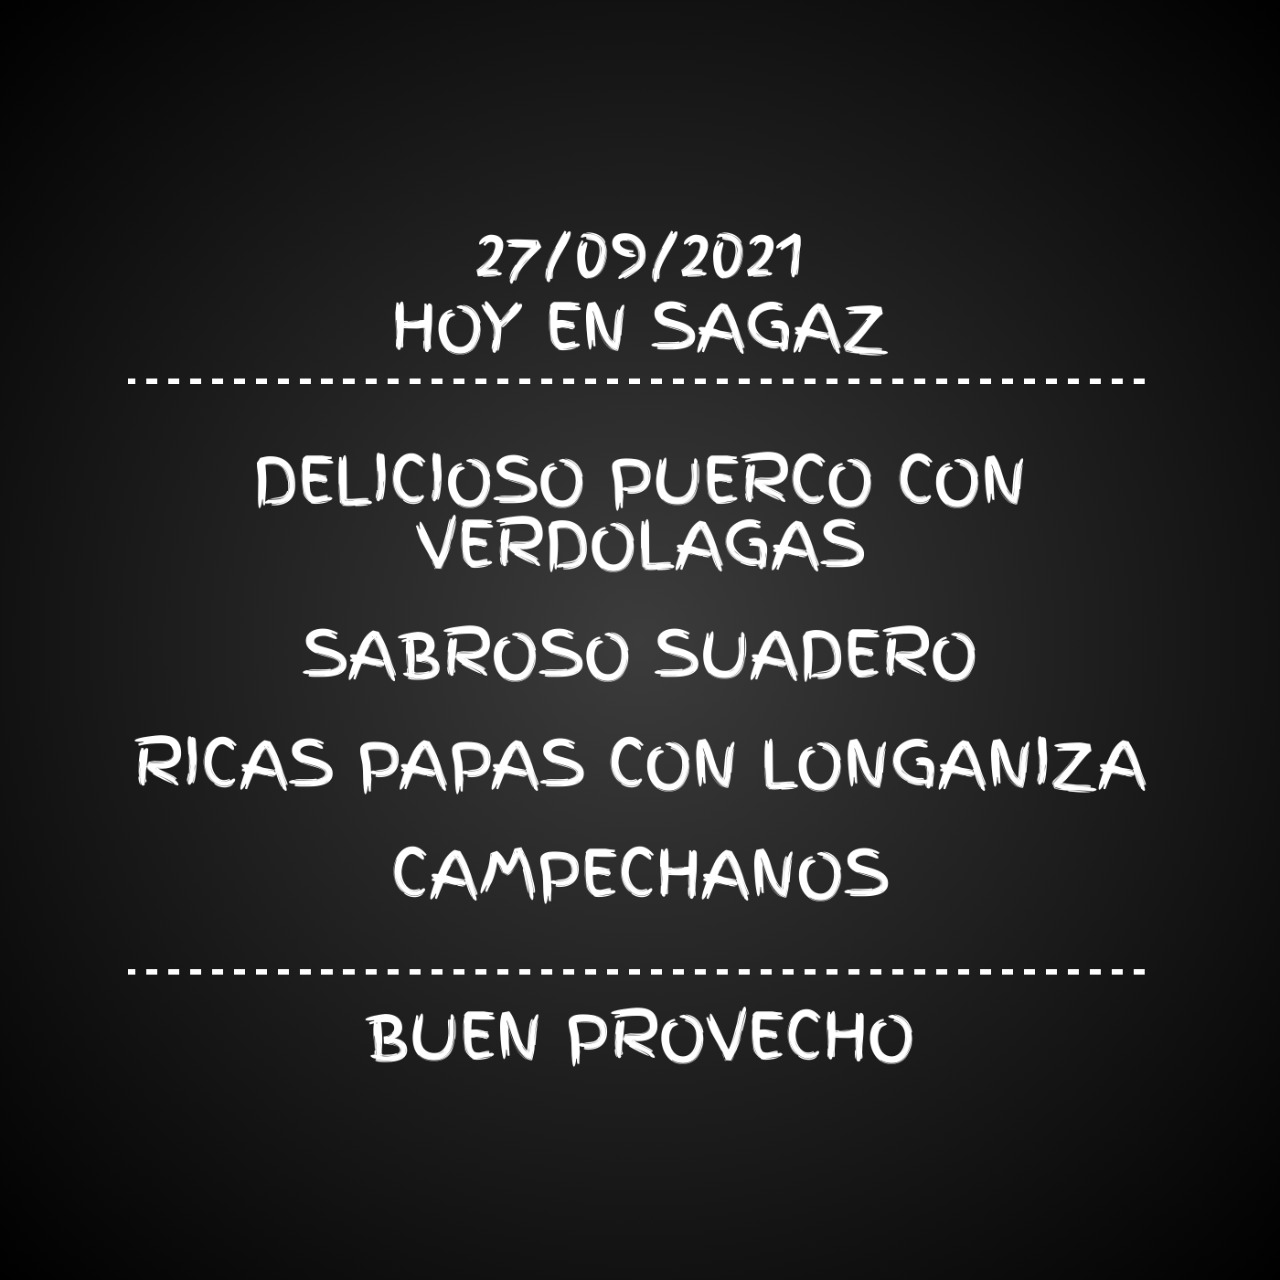 27/09/2021
HOY EN SAGAZ
DELICIOSO PUERCO CON
VERDOLAGAS
SABROSO SUADERO
RICAS PAPAS CON LONGANIZA
CAMPECHANOS
BUEN PROVECHO